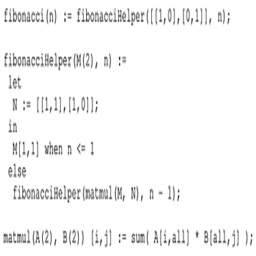 fibonacci(n) := fibonacciHelper([[1,0],[0,1]], n);
fibonacciHelper(M(2), n) :=
let
N := [[1,1],[1,0]];
in
M[1,1] when n <= 1
else
fibonacciHelper(matmul(M, N), n - 1);
matmul(A(2), B(2)) [i,j] := sum( A[i,all] * B[all,j] );